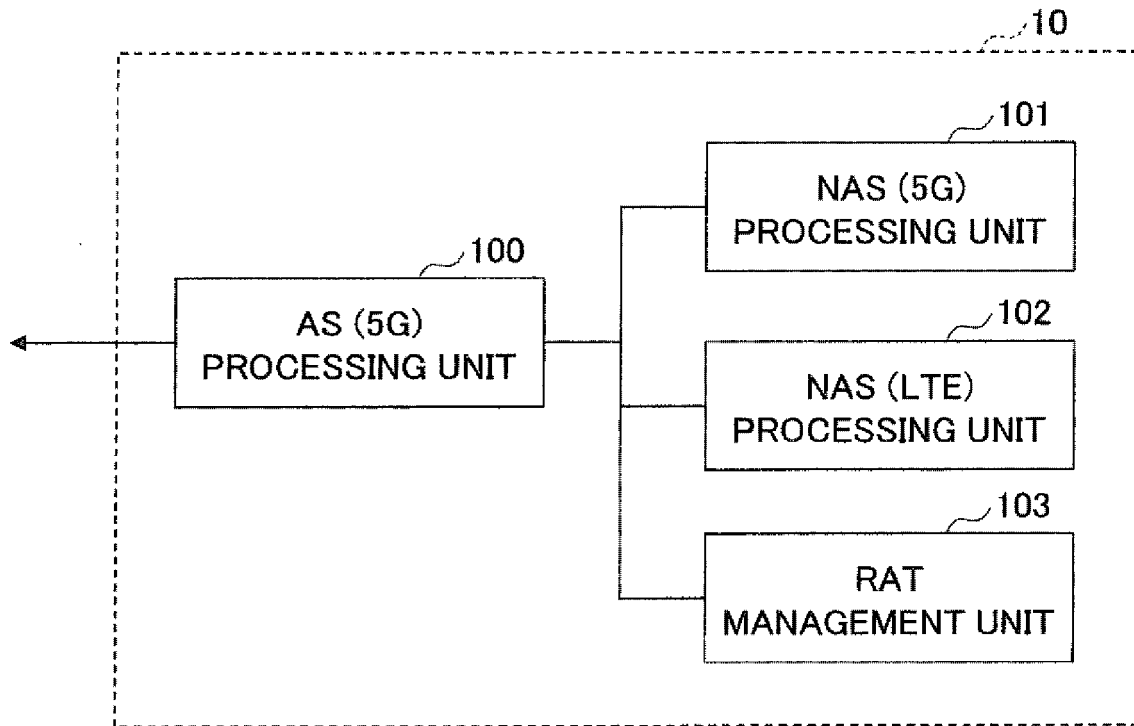 10
101
NAS (5G)
PROCESSING UNIT
100
AS (5G)
PROCESSING UNIT
102
NAS (LTE)
PROCESSING UNIT
103
RAT
MANAGEMENT UNIT